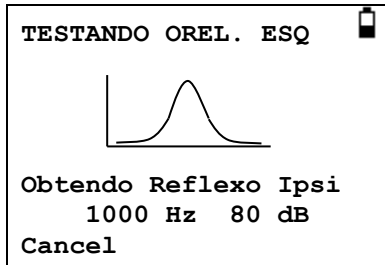 TESTANDO OREL. ESQ
Obtendo Reflexo Ipsi
1000 Hz 80 dB
Cancel